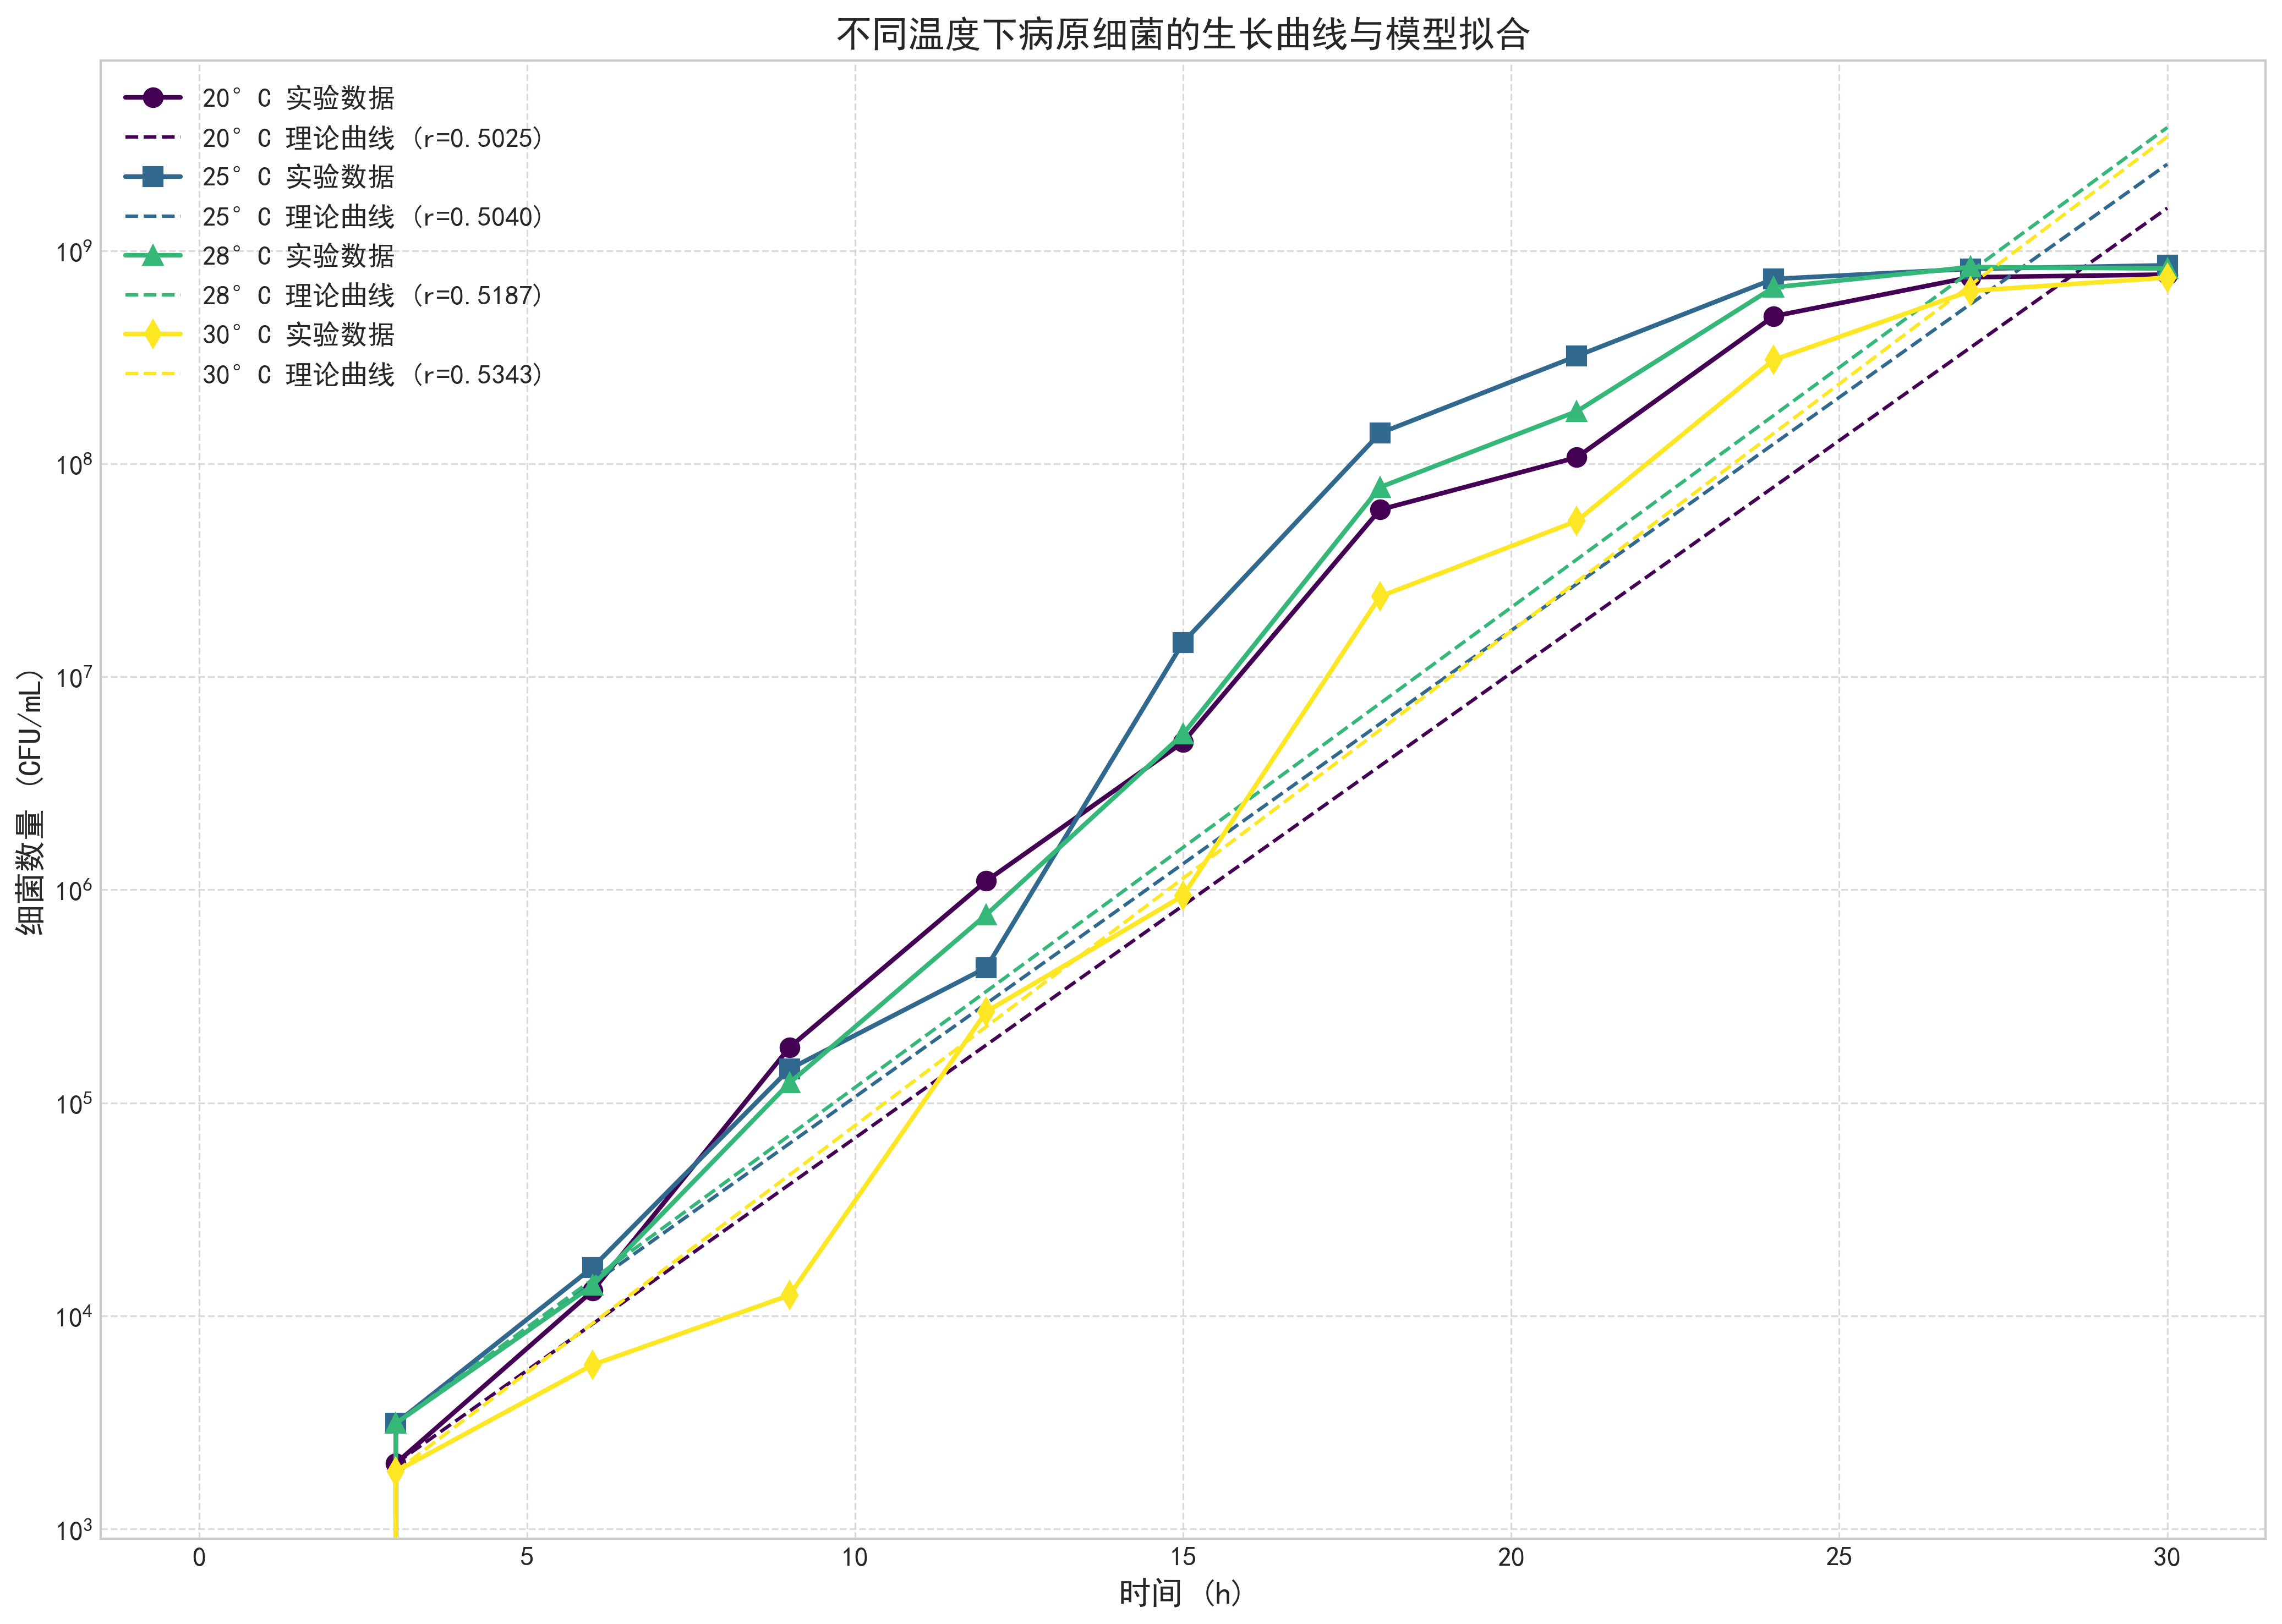 不同温度下病原细菌的生长曲线与模型拟合
20°C 实验数据
20°C 理论曲线 (r=0.5025)
25°C 实验数据
25°C 理论曲线 (r=0.5040)
28°C 实验数据
28°C 理论曲线 (r=0.5187)
30°C 实验数据
30°C 理论曲线 (r=0.5343)
细菌数量 (CFU/mL)
10⁹
10⁸
10⁷
10⁶
10⁵
10⁴
10³
0 5 10 15 20 25 30
时间 (h)